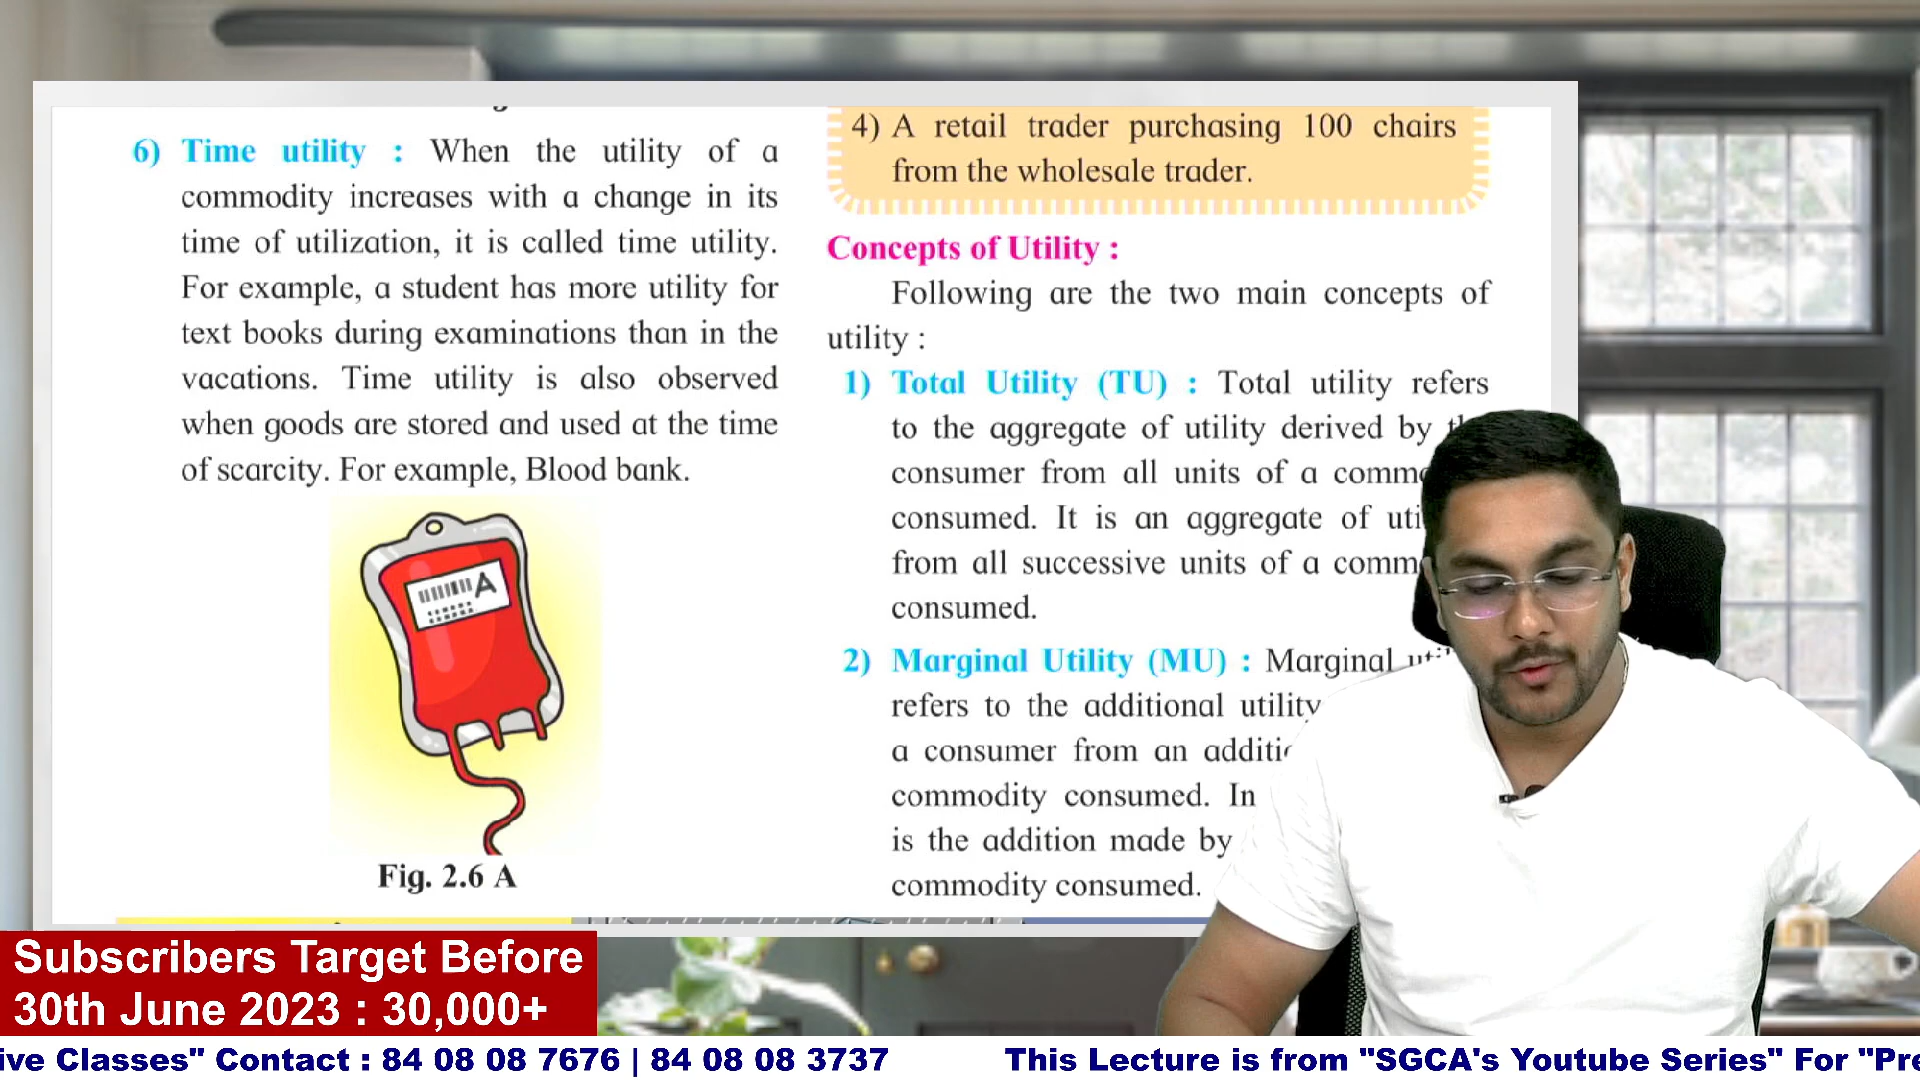 6) Time utility : When the utility of a
commodity increases with a change in its
time of utilization, it is called time utility.
For example, a student has more utility for
text books during examinations than in the
vacations. Time utility is also observed
when goods are stored and used at the time
of scarcity. For example, Blood bank.
A
Fig. 2.6 A
4) A retail trader purchasing 100 chairs
from the wholesale trader.
Concepts of Utility :
Following are the two main concepts of
utility :
1) Total Utility (TU) : Total utility refers
to the aggregate of utility derived by
consumer from all units of a
consumed. It is an aggregate of
from all successive units of a
consumed.
2) Marginal Utility (MU) : Marginal
refers to the additional utility
a consumer from an
commodity consumed. In
is the addition made by
commodity consumed.
Subscribers Target Before
30th June 2023 : 30,000+
ive Classes" Contact : 84 08 08 7676 | 84 08 08 3737 This Lecture is from "SGCA's Youtube Series" For "Pre